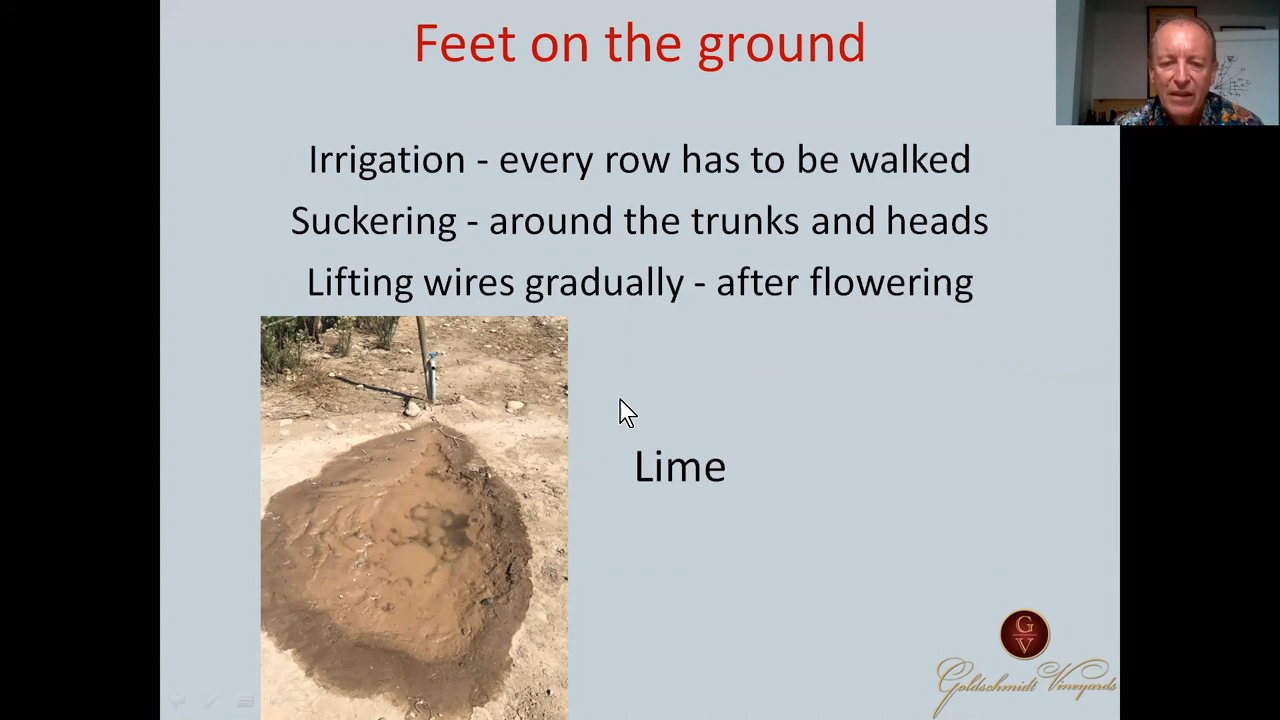 Feet on the ground
Irrigation - every row has to be walked
Suckering - around the trunks and heads
Lifting wires gradually - after flowering
Lime
G
V
Goldschmidt Vineyards